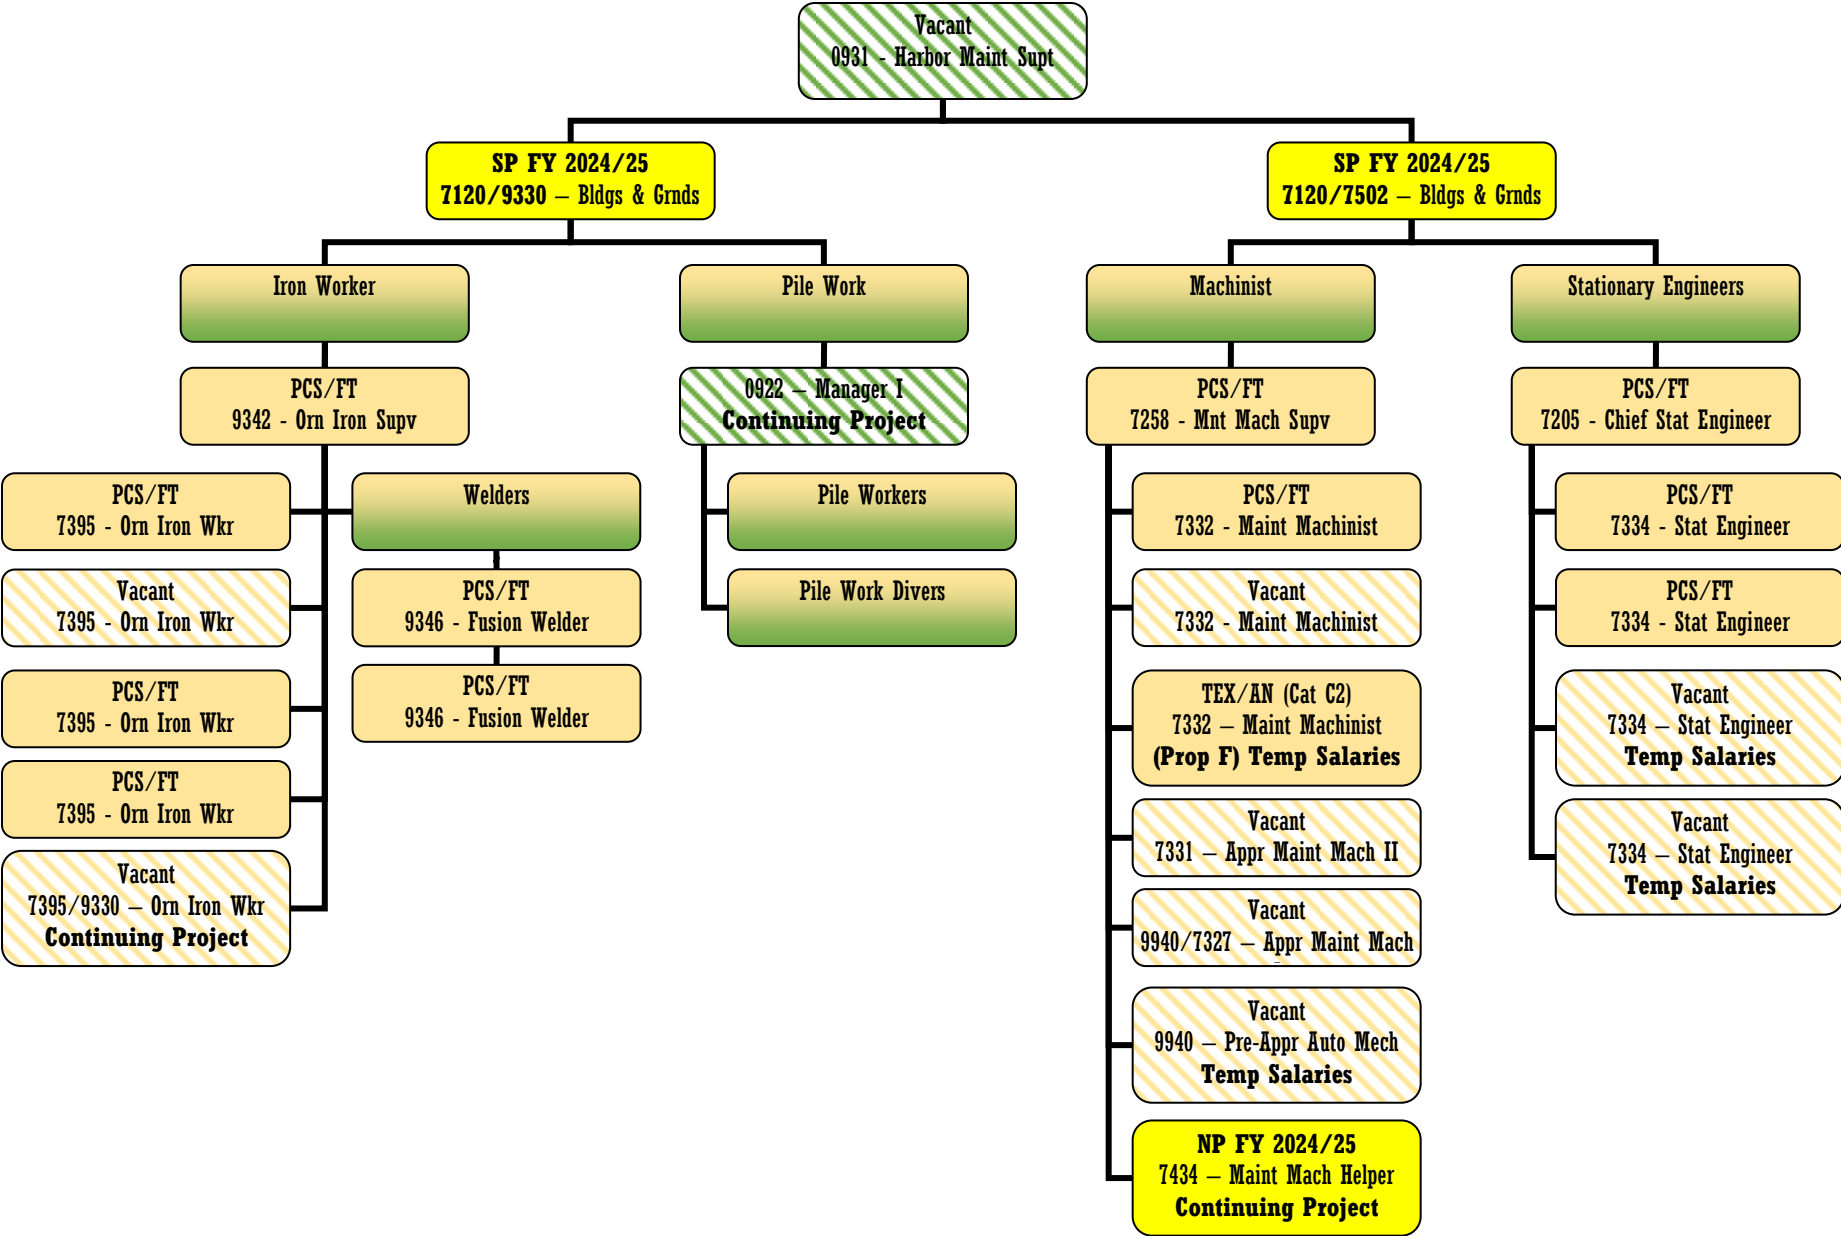 Vacant
0931 - Harbor Maint Supt
SP FY 2024/25
7120/9330 – Bldgs & Grnds
SP FY 2024/25
7120/7502 – Bldgs & Grnds
Iron Worker
Pile Work
Machinist
Stationary Engineers
PCS/FT
9342 - Orn Iron Supv
0922 – Manager I
Continuing Project
PCS/FT
7258 - Mnt Mach Supv
PCS/FT
7205 - Chief Stat Engineer
PCS/FT
7395 - Orn Iron Wkr
Vacant
7395 - Orn Iron Wkr
PCS/FT
7395 - Orn Iron Wkr
PCS/FT
7395 - Orn Iron Wkr
Vacant
7395/9330 – Orn Iron Wkr
Continuing Project
Welders
PCS/FT
9346 - Fusion Welder
PCS/FT
9346 - Fusion Welder
Pile Workers
Pile Work Divers
PCS/FT
7332 - Maint Machinist
Vacant
7332 - Maint Machinist
TEX/AN (Cat C2)
7332 – Maint Machinist
(Prop F) Temp Salaries
Vacant
7331 – Appr Maint Mach II
Vacant
9940/7327 – Appr Maint Mach
Vacant
9940 – Pre-Appr Auto Mech
Temp Salaries
NP FY 2024/25
7434 – Maint Mach Helper
Continuing Project
PCS/FT
7334 - Stat Engineer
PCS/FT
7334 - Stat Engineer
Vacant
7334 – Stat Engineer
Temp Salaries
Vacant
7334 – Stat Engineer
Temp Salaries